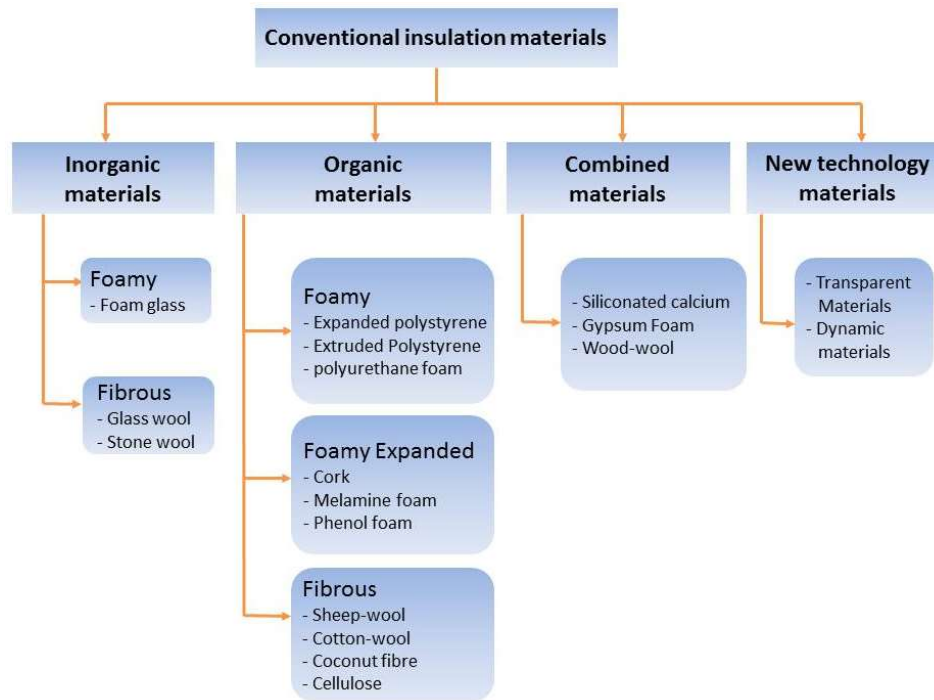 Conventional insulation materials
Inorganic
materials
Organic
materials
Combined
materials
New technology
materials
Foamy
- Foam glass
Fibrous
- Glass wool
- Stone wool
Foamy
- Expanded polystyrene
- Extruded Polystyrene
- polyurethane foam
Foamy Expanded
- Cork
- Melamine foam
- Phenol foam
Fibrous
- Sheep-wool
- Cotton-wool
- Coconut fibre
- Cellulose
- Siliconated calcium
- Gypsum Foam
- Wood-wool
- Transparent
Materials
- Dynamic
materials